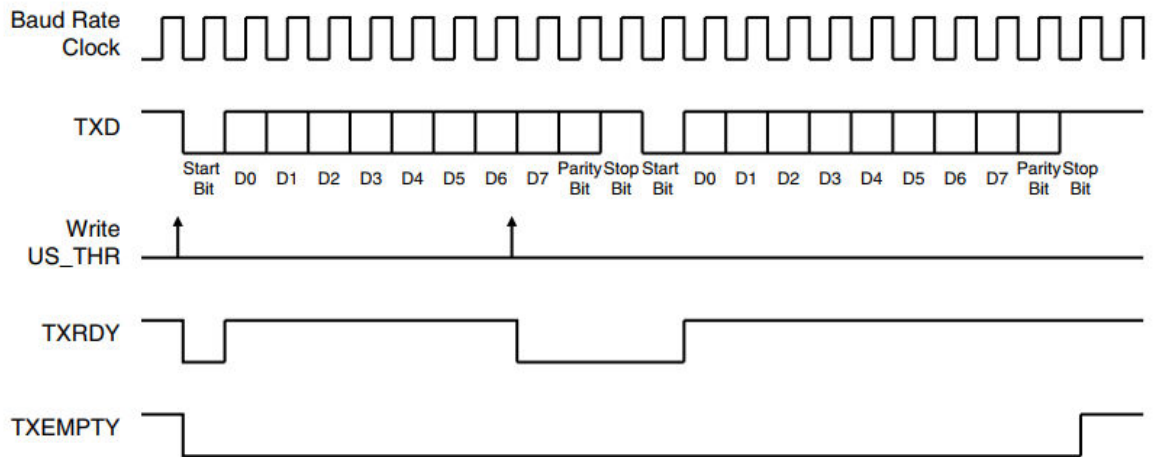 Baud Rate
Clock
TXD
Start
Bit D0 D1 D2 D3 D4 D5 D6 D7 Parity
Bit Stop
Bit Start
Bit D0 D1 D2 D3 D4 D5 D6 D7 Parity
Bit Stop
Bit
Write
US_THR
TXRDY
TXEMPTY